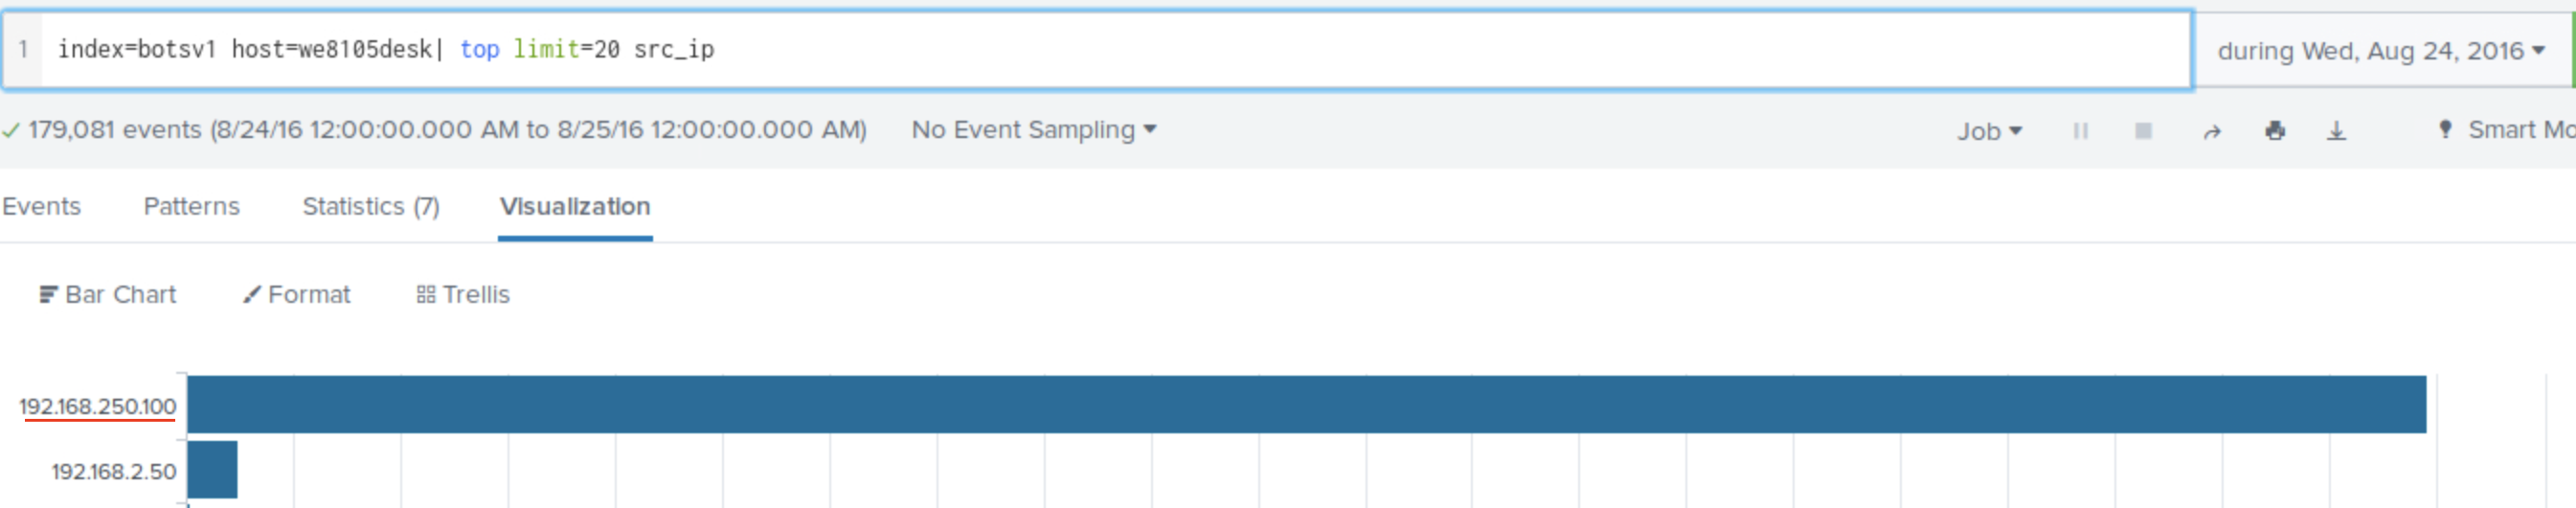 1 index=botsv1 host=we8105desk| top limit=20 src_ip
during Wed, Aug 24, 2016
179,081 events (8/24/16 12:00:00.000 AM to 8/25/16 12:00:00.000 AM) No Event Sampling Job Smart Mo
Events Patterns Statistics (7) Visualization
Bar Chart Format Trellis
192.168.250.100
192.168.2.50